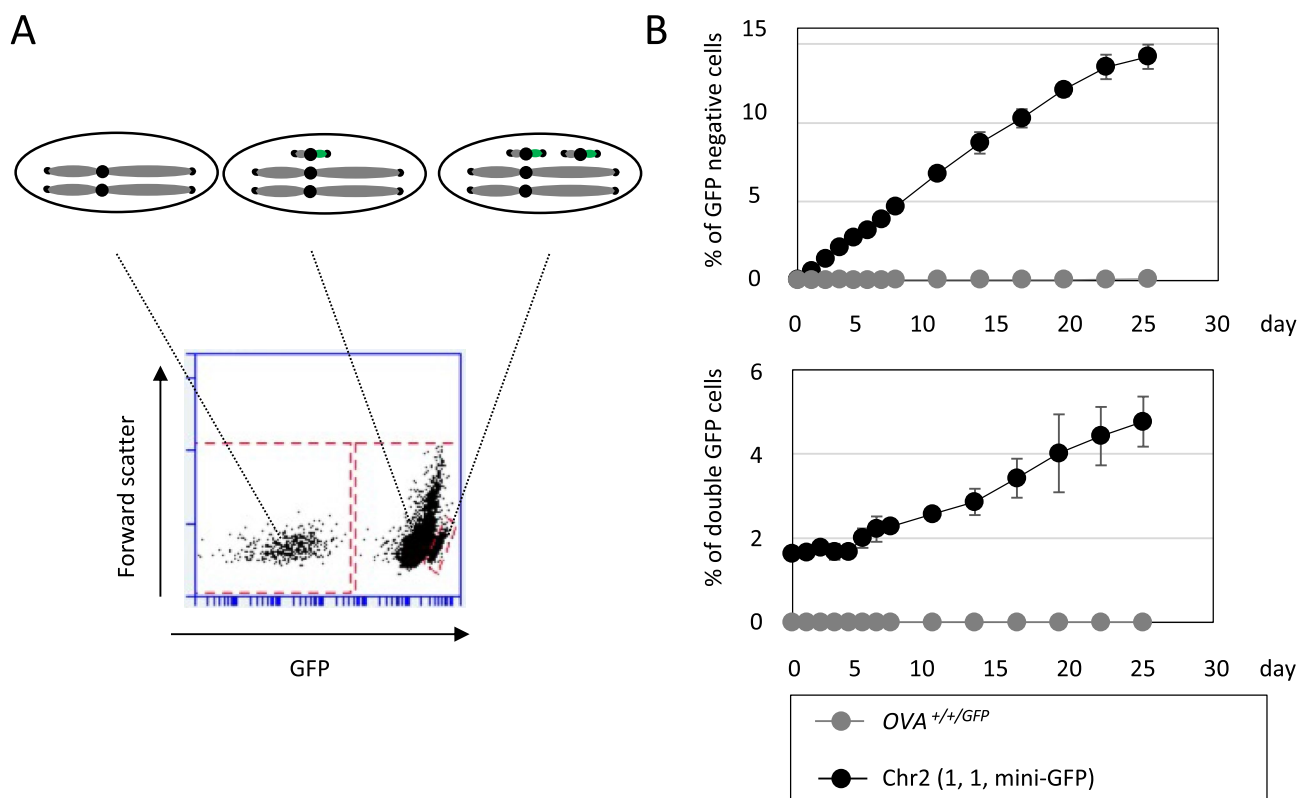 A
Forward scatter
GFP
B
% of GFP negative cells
15
10
5
0
0 5 10 15 20 25 30 day
% of double GFP cells
6
4
2
0
0 5 10 15 20 25 30 day
OVA +/+/GFP
Chr2 (1, 1, mini-GFP)